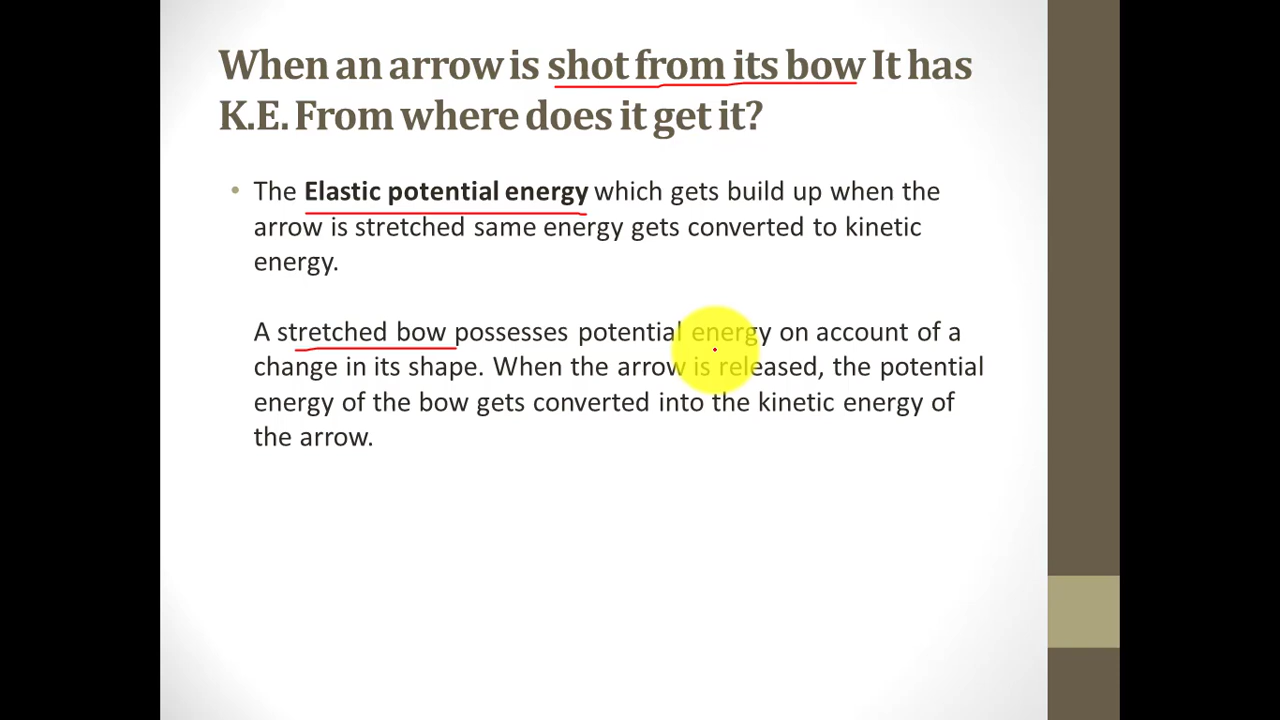 When an arrow is shot from its bow It has
K.E. From where does it get it?
• The Elastic potential energy which gets build up when the
arrow is stretched same energy gets converted to kinetic
energy.
A stretched bow possesses potential energy on account of a
change in its shape. When the arrow is released, the potential
energy of the bow gets converted into the kinetic energy of
the arrow.